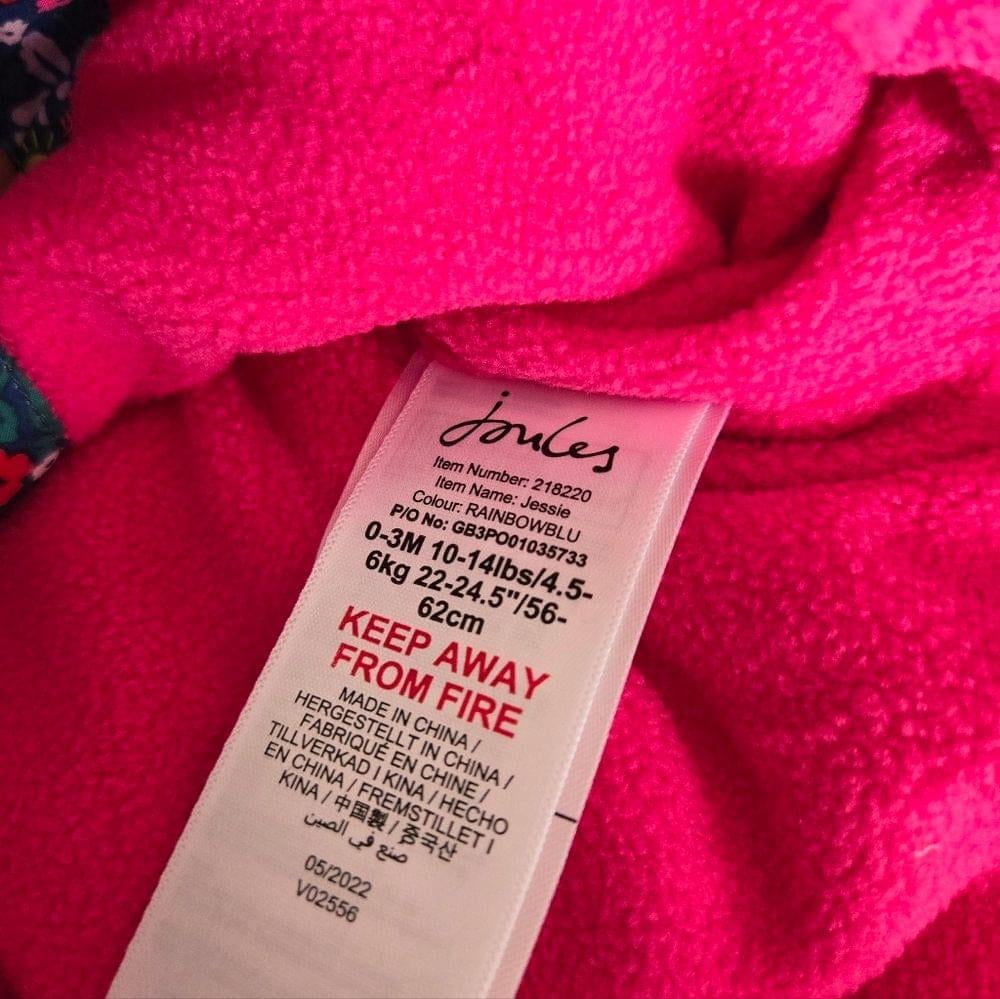 joules
Item Number: 218220
Item Name: Jessie
Colour: RAINBOWBLU
P/O No: GB3PO01035733
0-3M 10-14lbs/4.5-
6kg 22-24.5"/56-
62cm
KEEP AWAY
FROM FIRE
MADE IN CHINA /
HERGESTELLT IN CHINA /
FABRIQUÉ EN CHINE /
TILLVERKAD I KINA / HECHO
EN CHINA / FREMSTILLET I
KINA / 中国製 / 중국산
صنع في الصين
05/2022
V02556